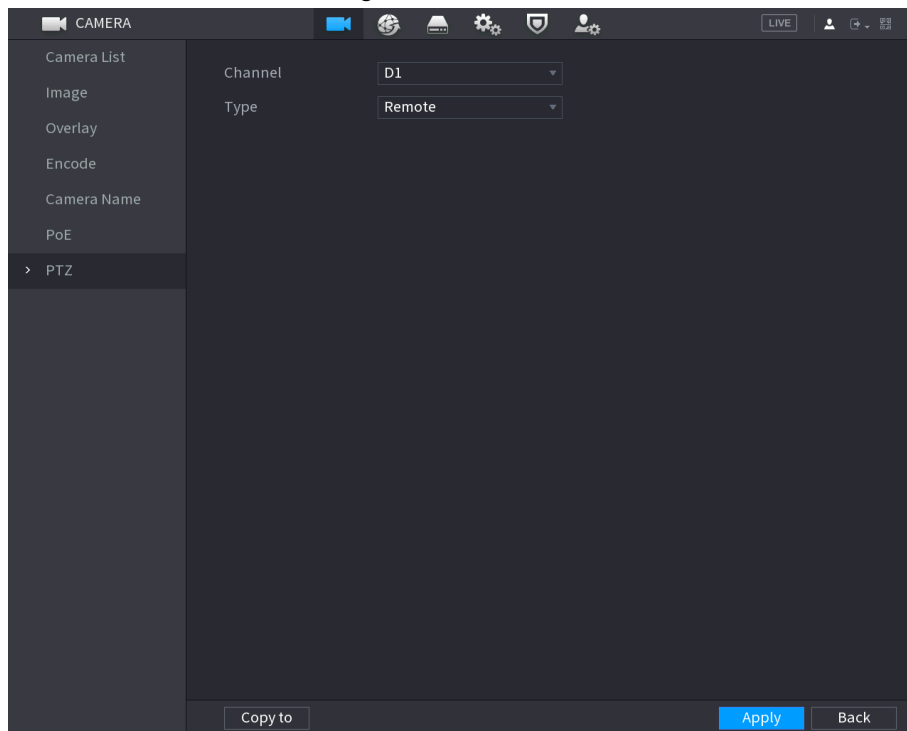 CAMERA
LIVE
Camera List
Image
Overlay
Encode
Camera Name
PoE
PTZ
Channel D1
Type Remote
Copy to Apply Back